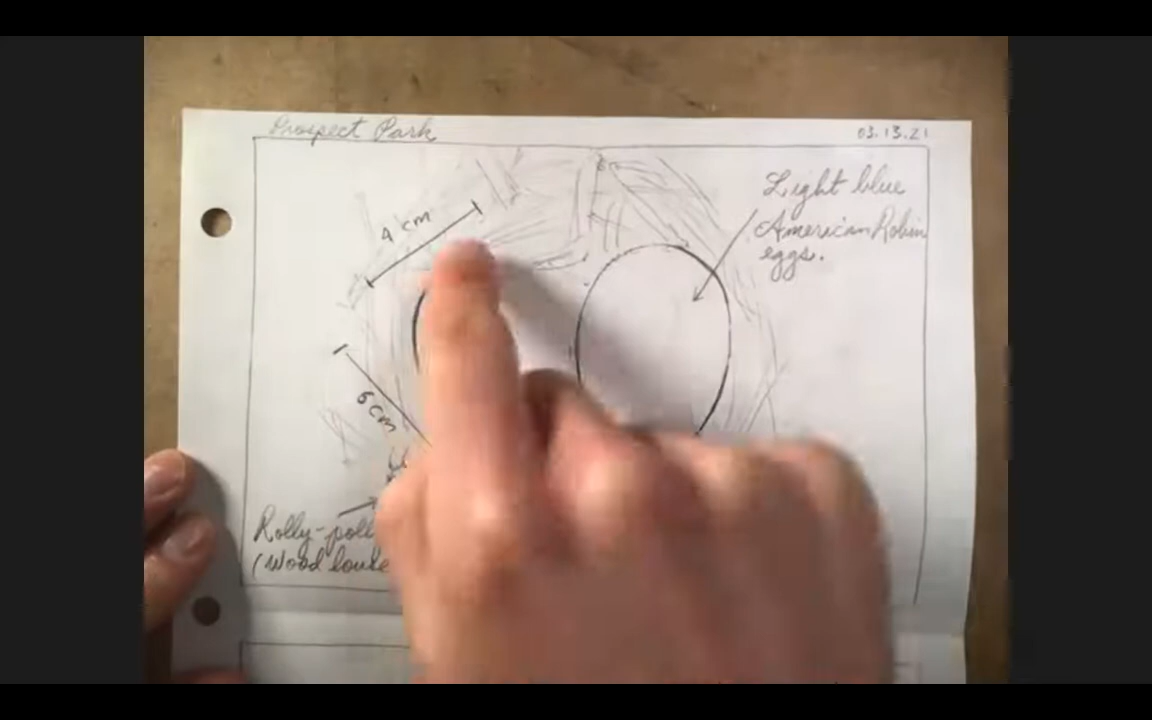 Prospect Park
03.13.21
Light blue
American Robin
eggs.
4 cm
6 cm
Rolly-poll
(Wood louse